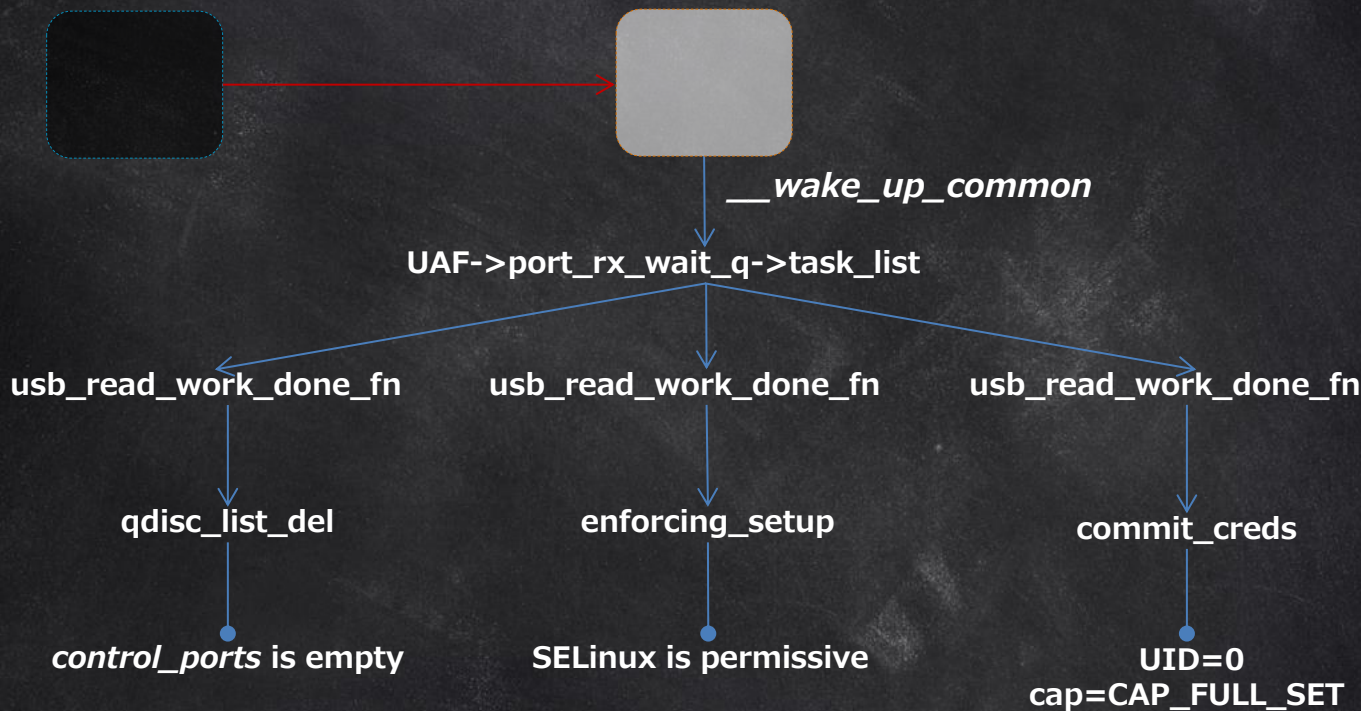 __wake_up_common
UAF->port_rx_wait_q->task_list
usb_read_work_done_fn
usb_read_work_done_fn
usb_read_work_done_fn
qdisc_list_del
enforcing_setup
commit_creds
control_ports is empty
SELinux is permissive
UID=0
cap=CAP_FULL_SET